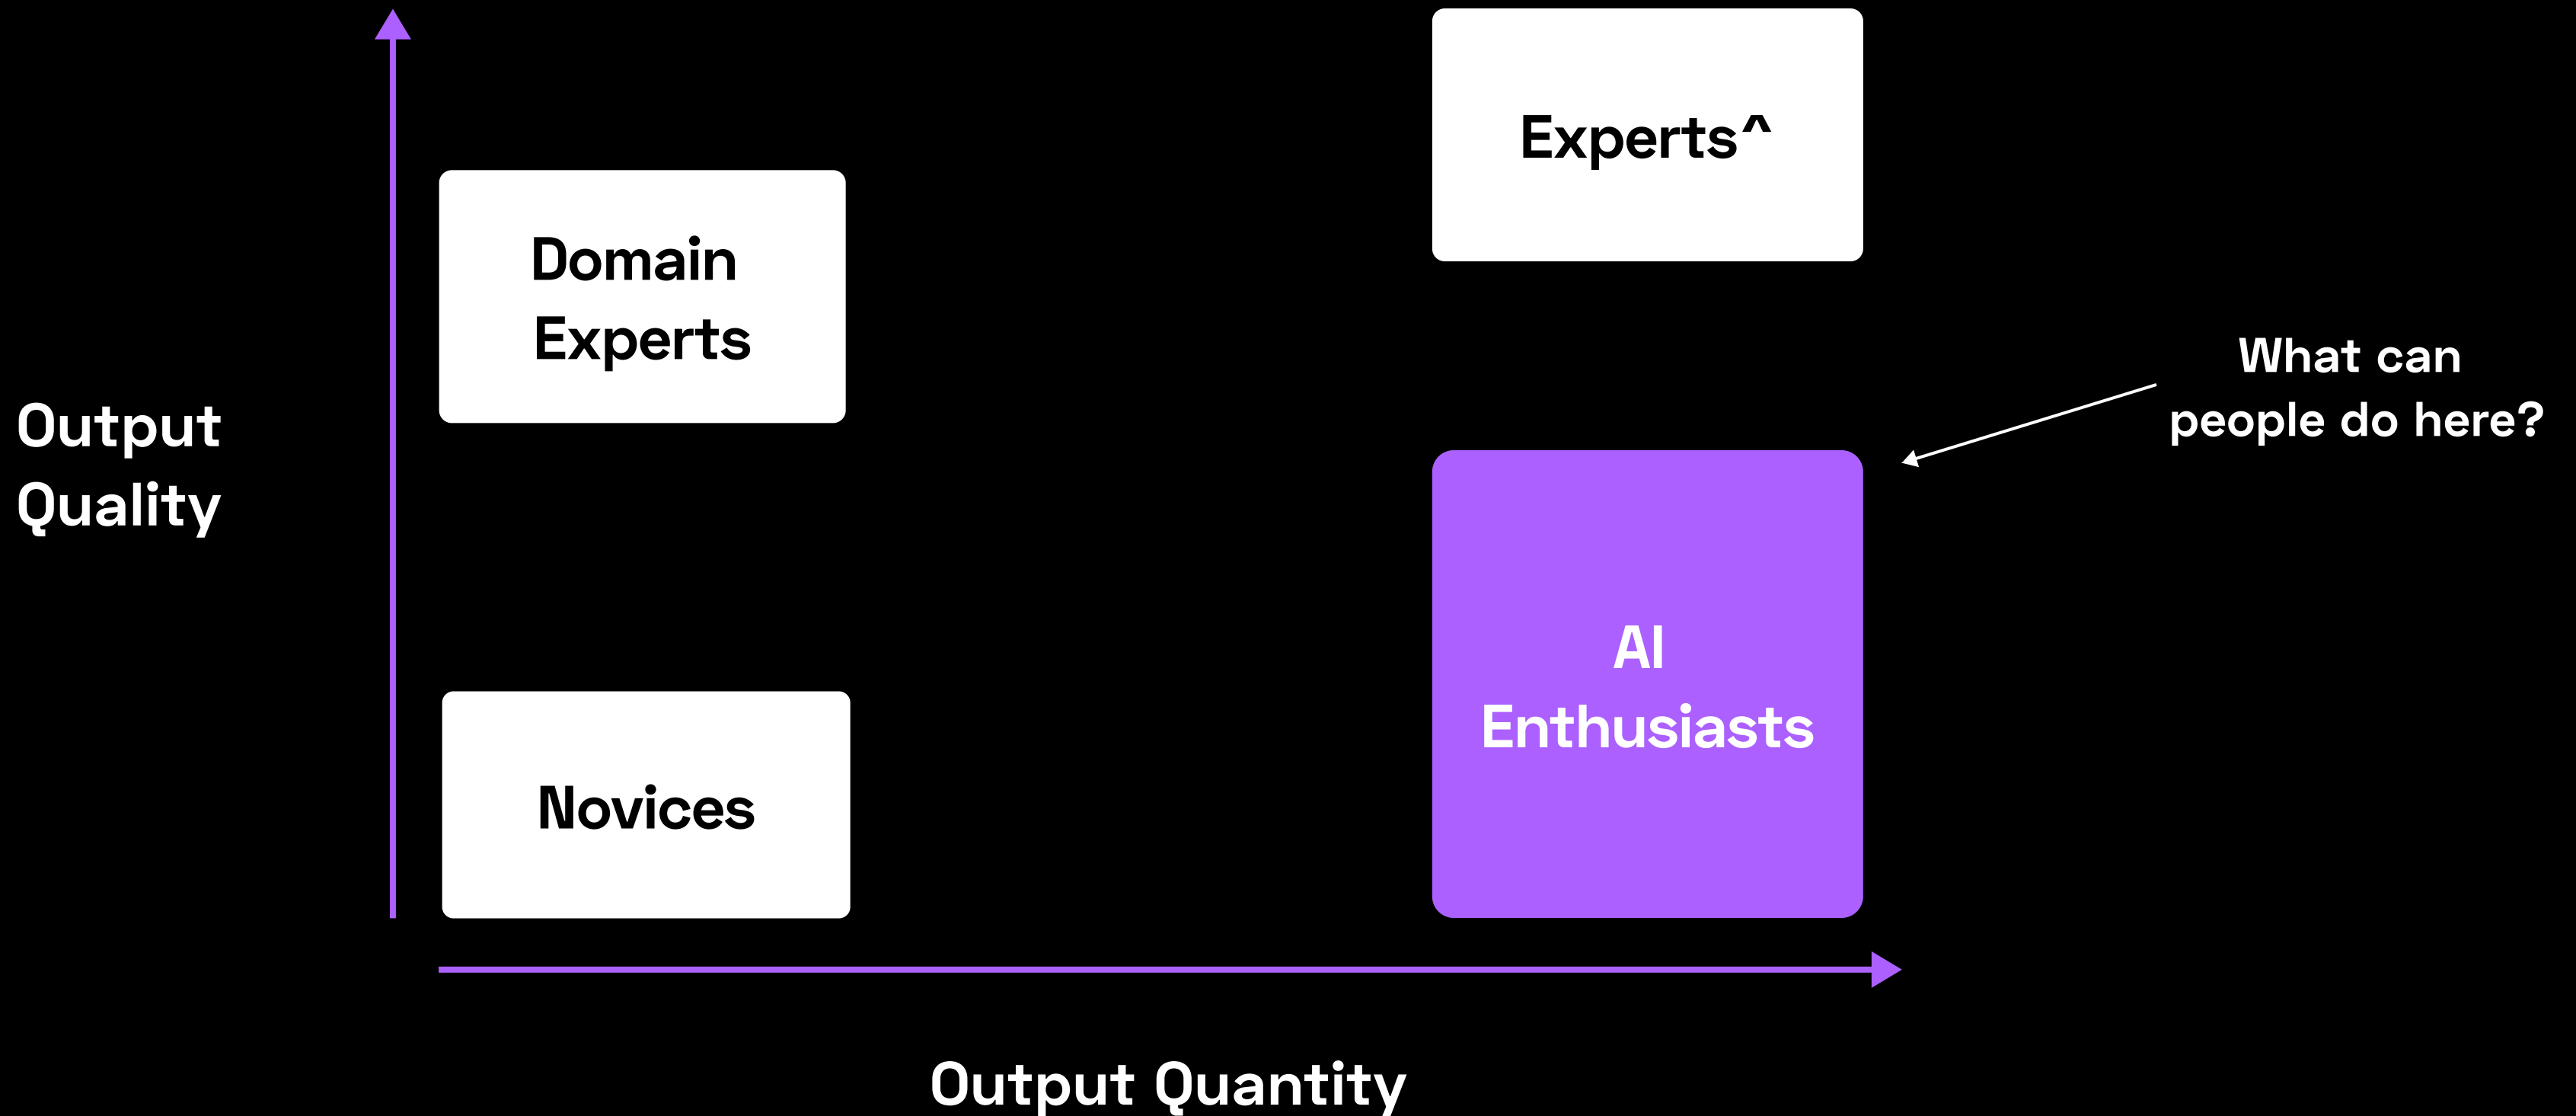 Experts^
Domain
Experts
What can
people do here?
Output
Quality
AI
Enthusiasts
Novices
Output Quantity